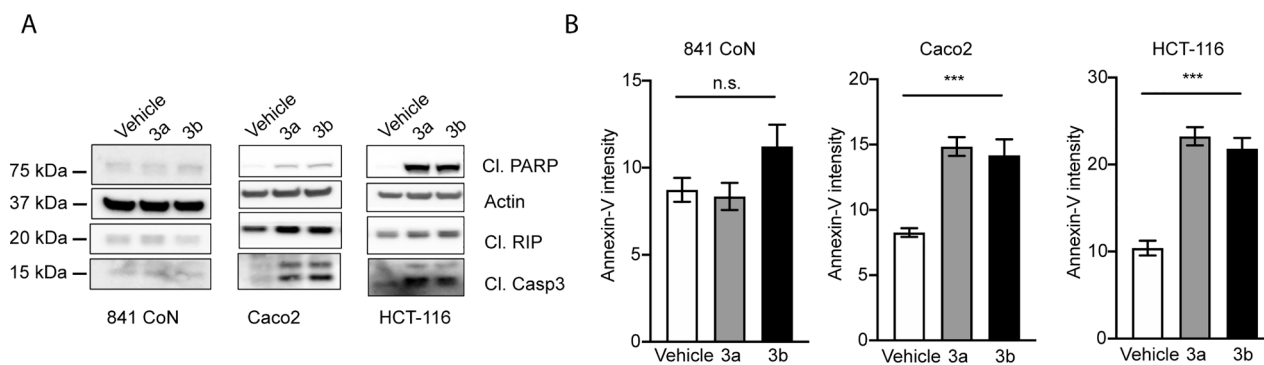 A
Vehicle 3a 3b Vehicle 3a 3b Vehicle 3a 3b
75 kDa Cl. PARP
37 kDa Actin
20 kDa Cl. RIP
15 kDa Cl. Casp3
841 CoN Caco2 HCT-116
B
841 CoN
Annexin-V intensity
15
10
5
0
n.s.
Vehicle 3a 3b
Caco2
Annexin-V intensity
20
15
10
5
0
***
Vehicle 3a 3b
HCT-116
Annexin-V intensity
30
20
10
0
***
Vehicle 3a 3b